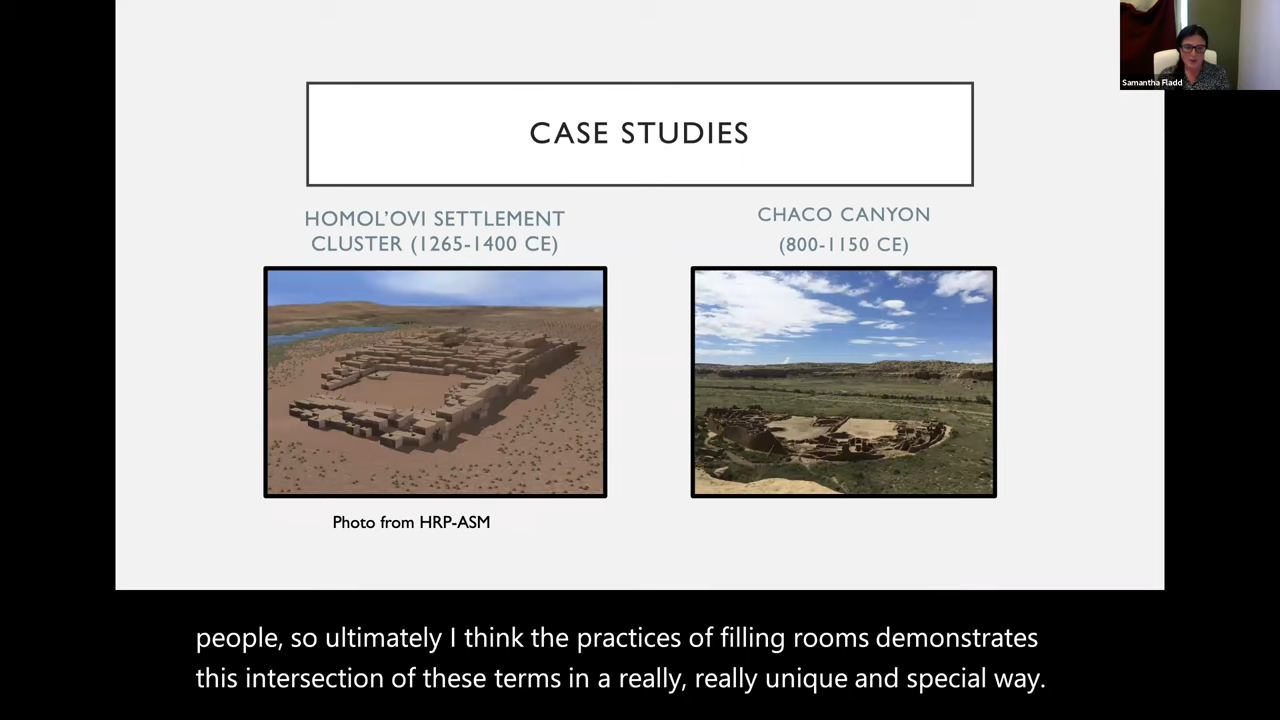 Samantha Fladd
CASE STUDIES
HOMOL'OVI SETTLEMENT
CLUSTER (1265-1400 CE)
CHACO CANYON
(800-1150 CE)
Photo from HRP-ASM
people, so ultimately I think the practices of filling rooms demonstrates
this intersection of these terms in a really, really unique and special way.